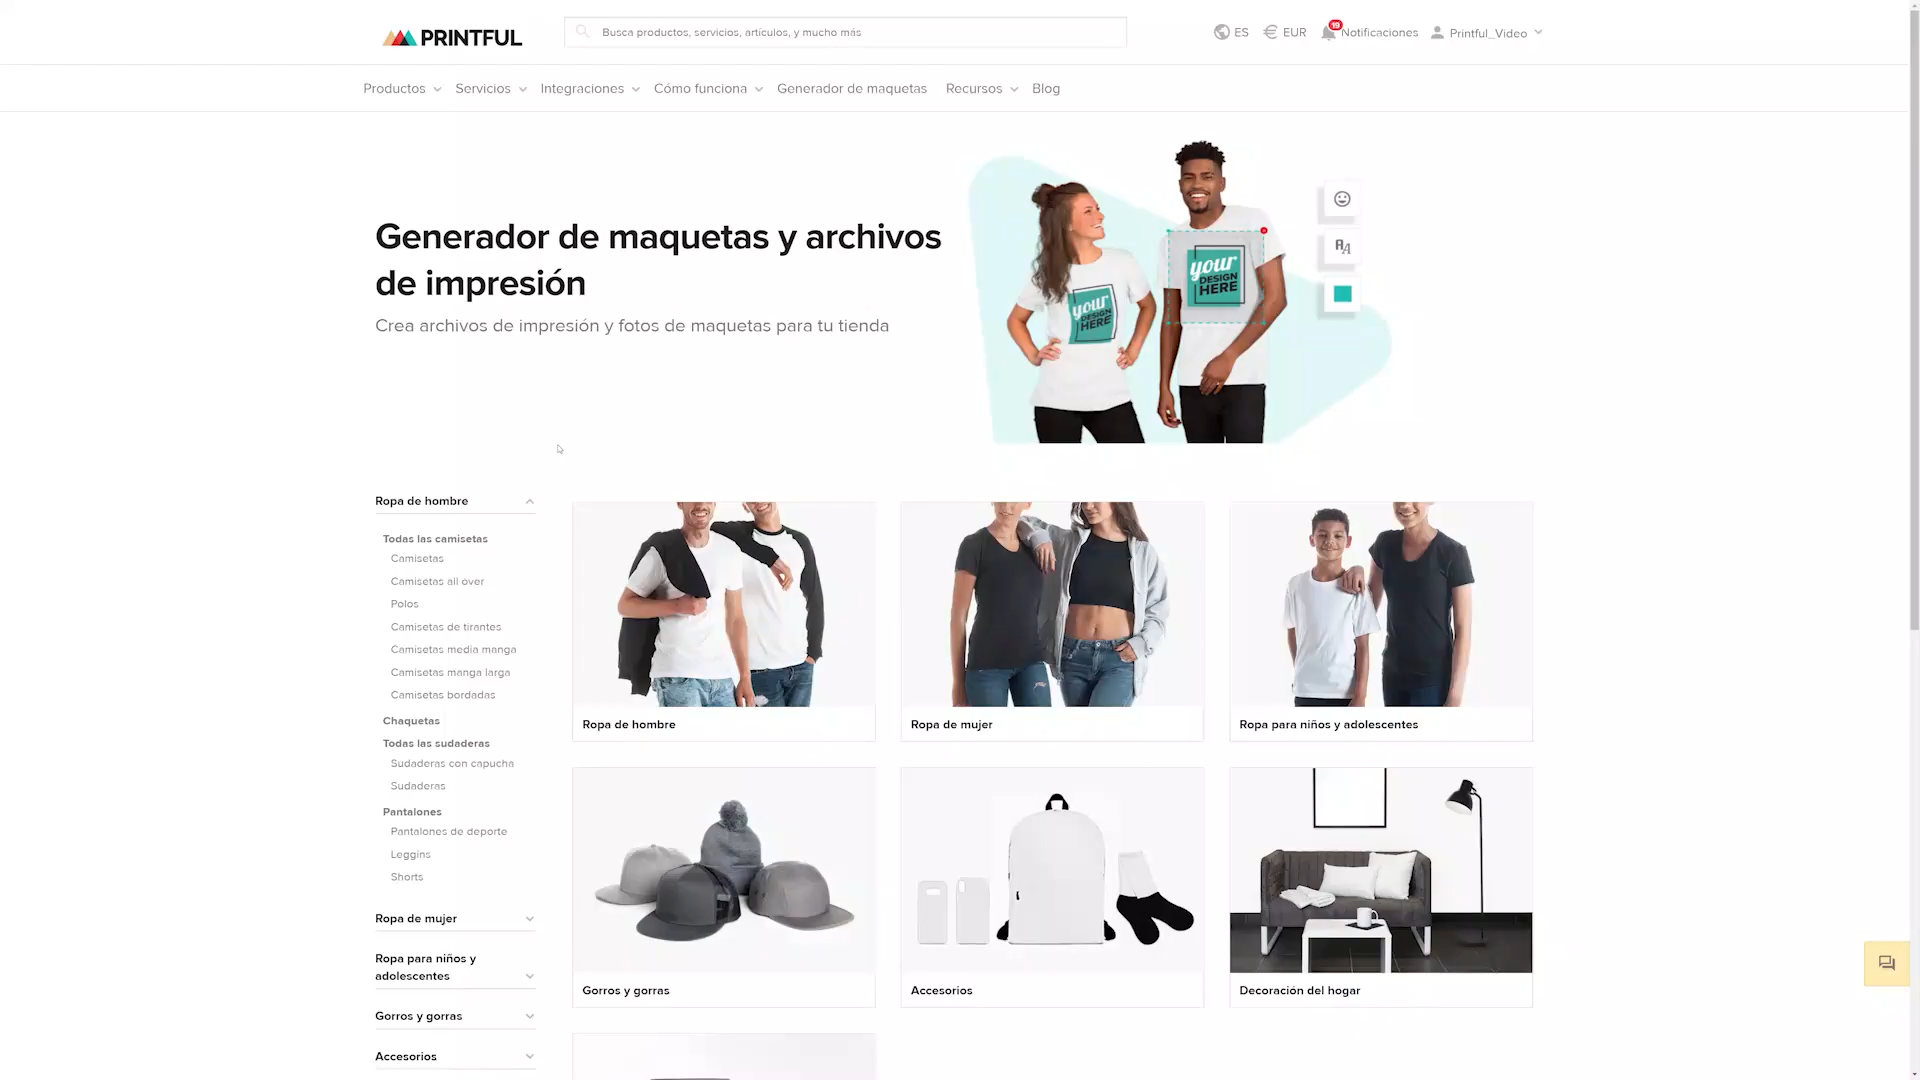 PRINTFUL
Busca productos, servicios, artículos, y mucho más
ES
EUR
19
Notificaciones
Printful_Video
Productos
Servicios
Integraciones
Cómo funciona
Generador de maquetas
Recursos
Blog
Generador de maquetas y archivos
de impresión
Crea archivos de impresión y fotos de maquetas para tu tienda
your
DESIGN
HERE
your
DESIGN
HERE
AA
Ropa de hombre
Todas las camisetas
Camisetas
Camisetas all over
Polos
Camisetas de tirantes
Camisetas media manga
Camisetas manga larga
Camisetas bordadas
Chaquetas
Todas las sudaderas
Sudaderas con capucha
Sudaderas
Pantalones
Pantalones de deporte
Leggins
Shorts
Ropa de mujer
Ropa para niños y
adolescentes
Gorros y gorras
Accesorios
Ropa de hombre
Ropa de mujer
Ropa para niños y adolescentes
Gorros y gorras
Accesorios
Decoración del hogar